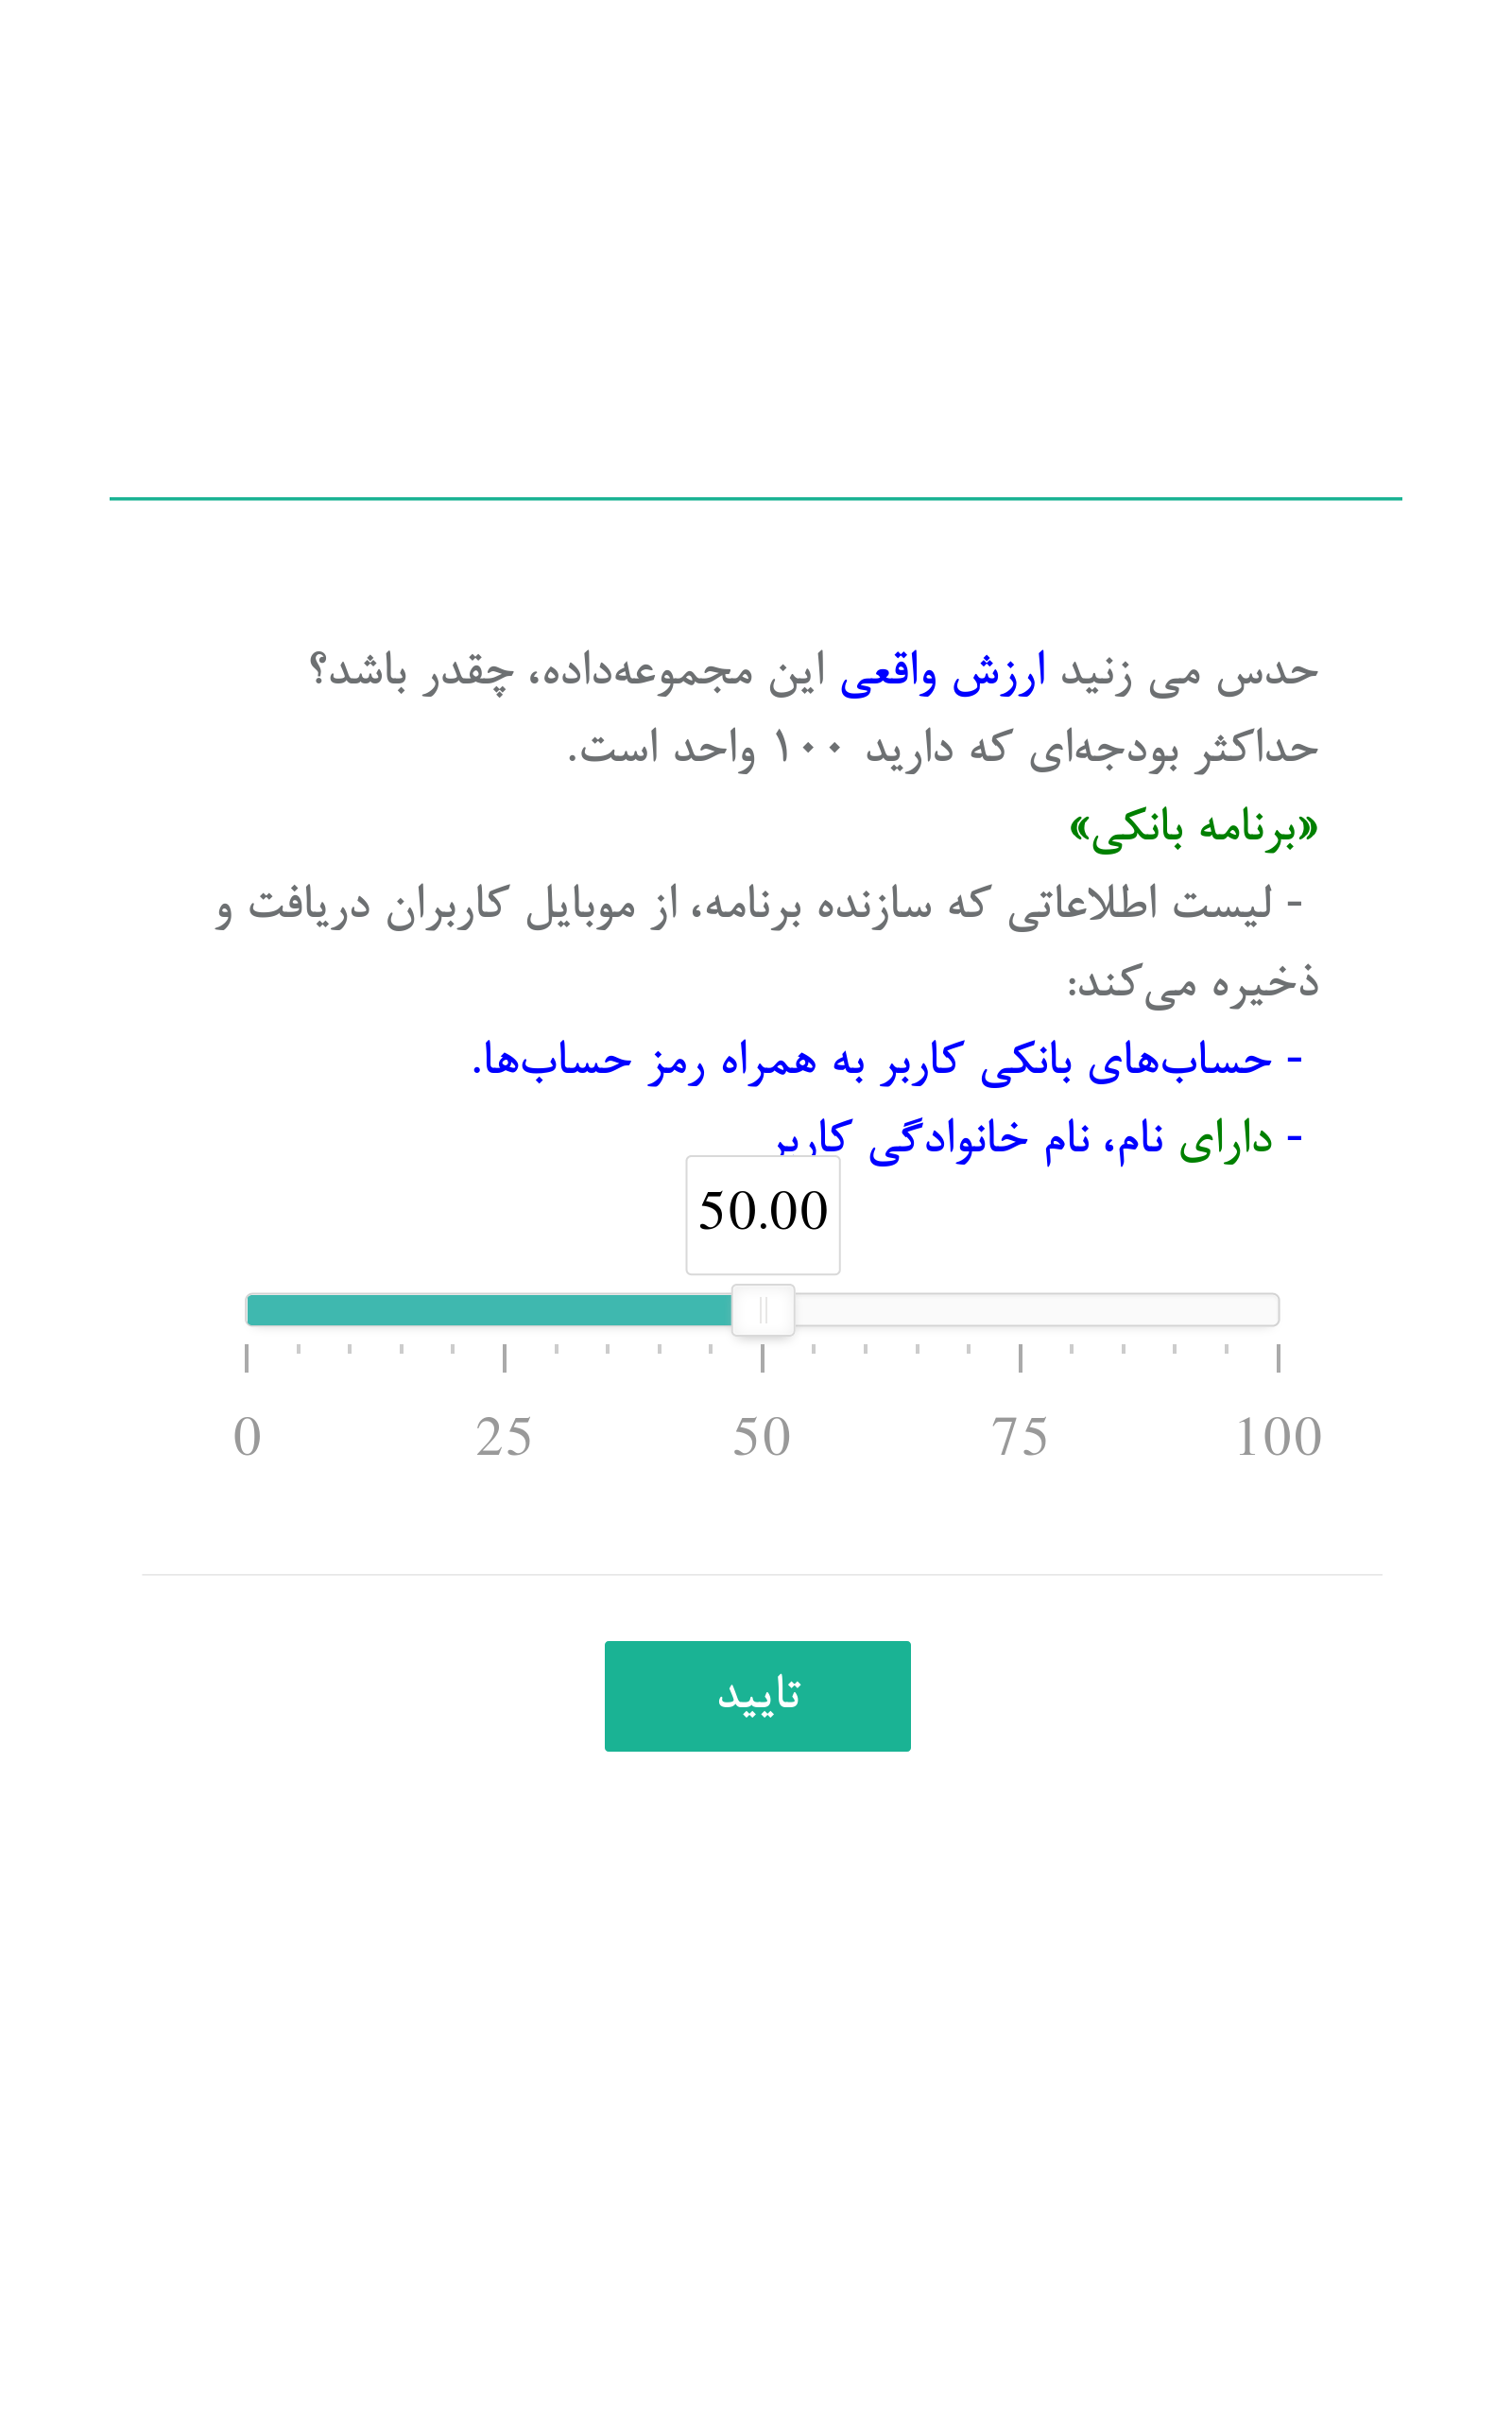 حدس می زنید ارزش واقعی این مجموعه‌داده، چقدر باشد؟
حداکثر بودجه‌ای که دارید ۱۰۰ واحد است.
«برنامه بانکی»
- لیست اطلاعاتی که سازنده برنامه، از موبایل کاربران دریافت و
ذخیره می‌کند:
- حساب‌های بانکی کاربر به همراه رمز حساب‌ها.
- دارای نام، نام خانوادگی کاربر
50.00
0 25 50 75 100
تایید